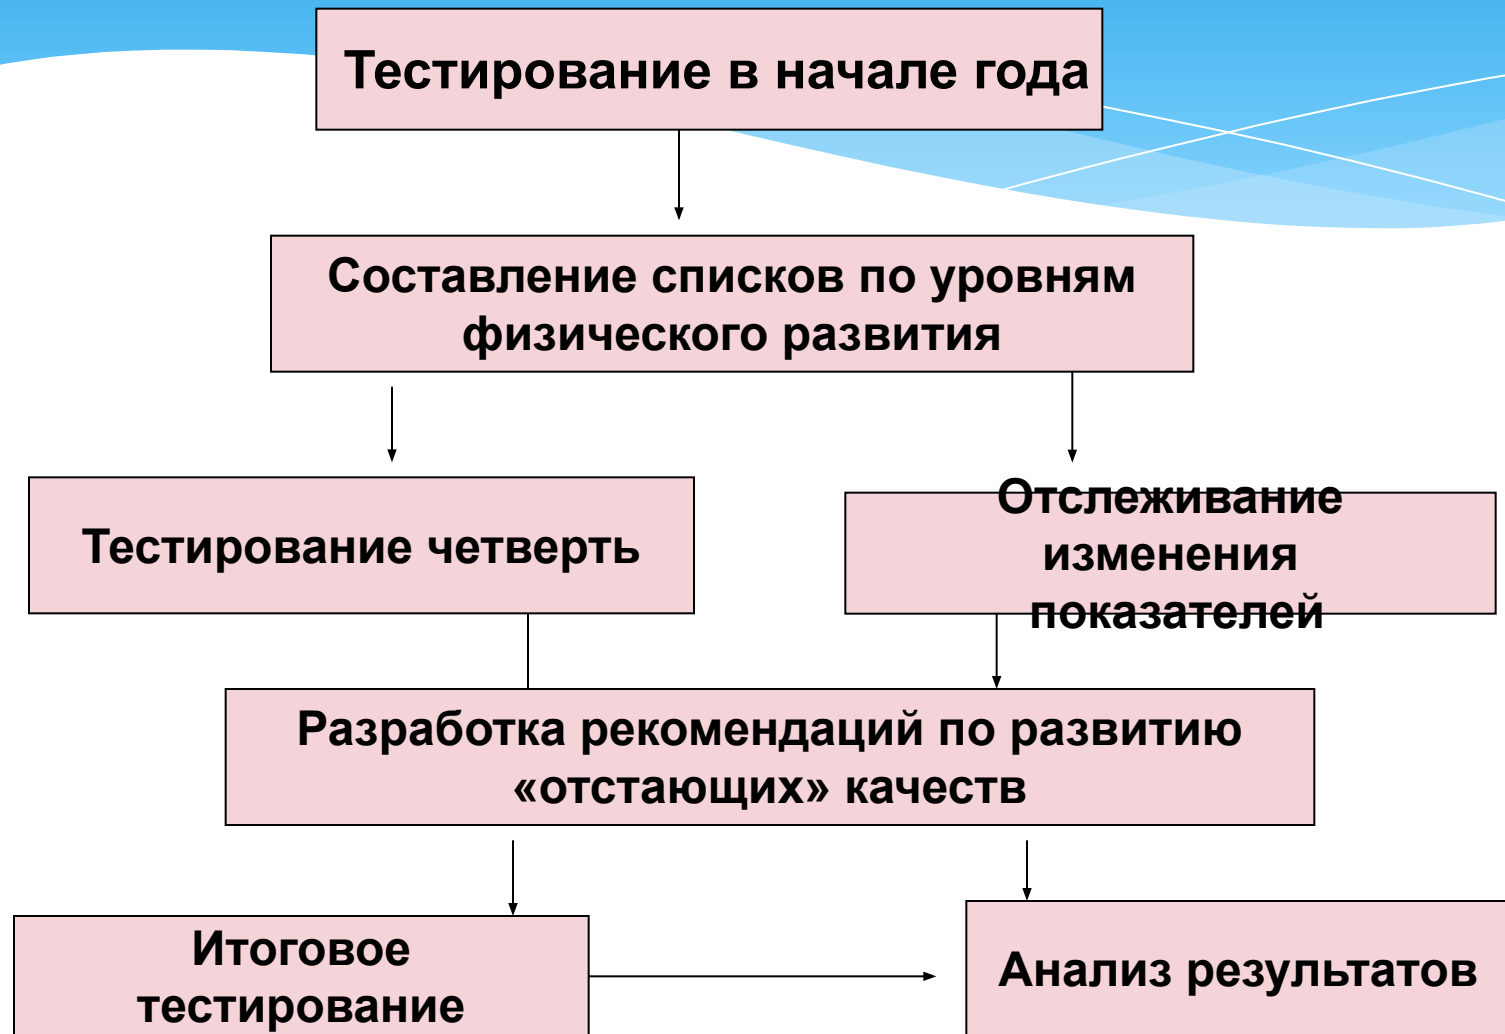 Тестирование в начале года
Составление списков по уровням
физического развития
Тестирование четверть
Отслеживание
изменения
показателей
Разработка рекомендаций по развитию
«отстающих» качеств
Итоговое
тестирование
Анализ результатов